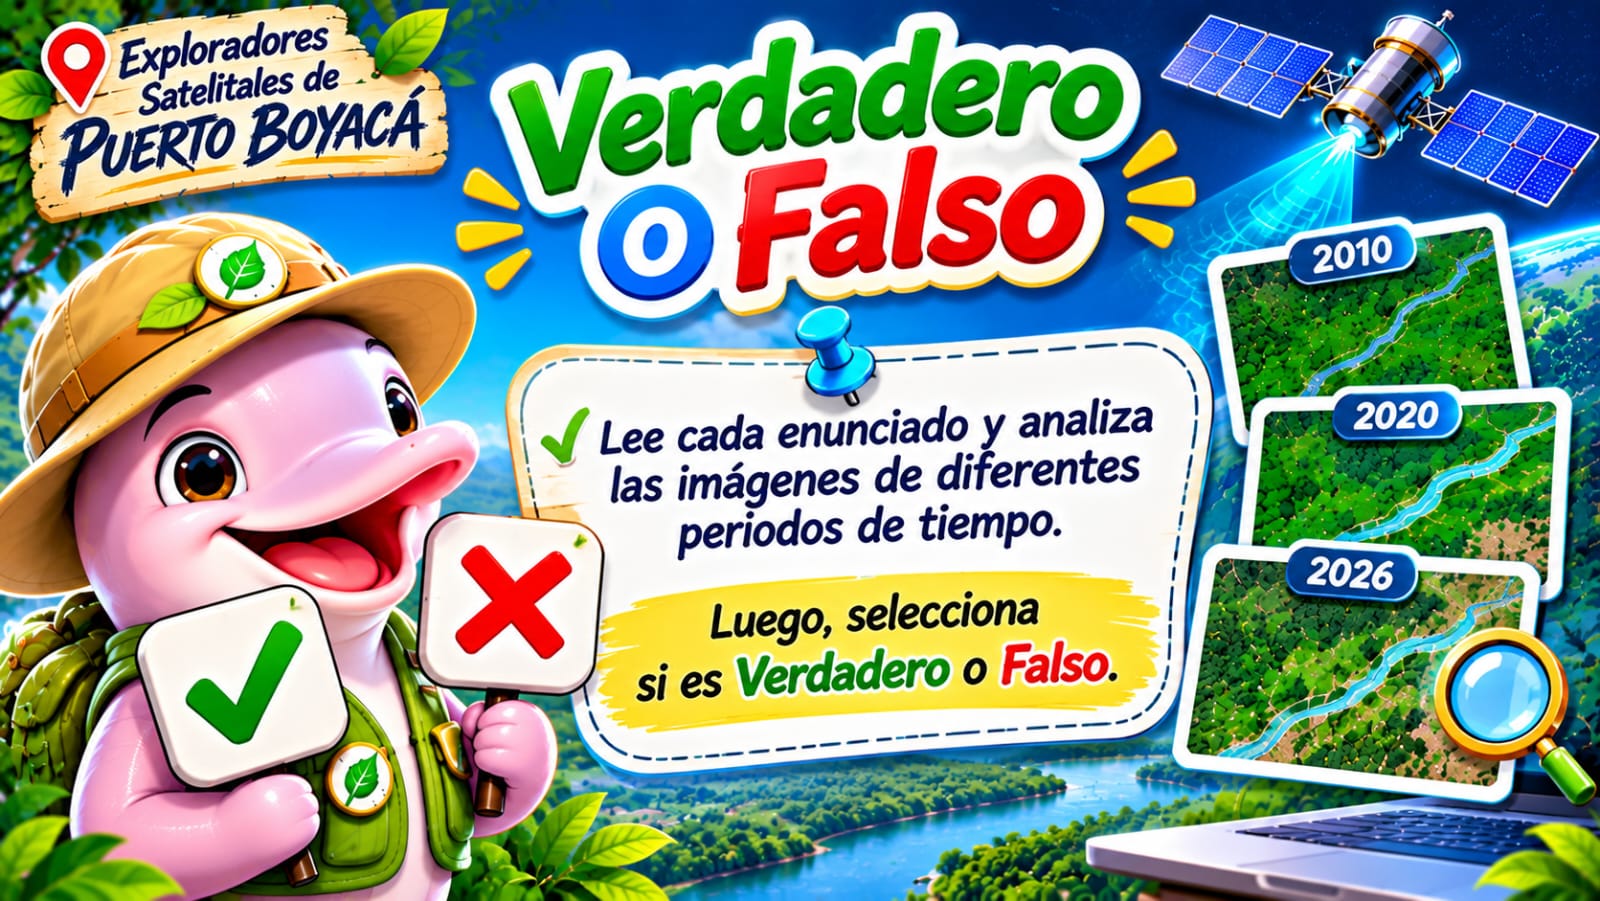 Exploradores
Satelitales de
PUERTO BOYACÁ
Verdadero
o Falso
Lee cada enunciado y analiza
las imágenes de diferentes
periodos de tiempo.
Luego, selecciona
si es Verdadero o Falso.
2010
2020
2026